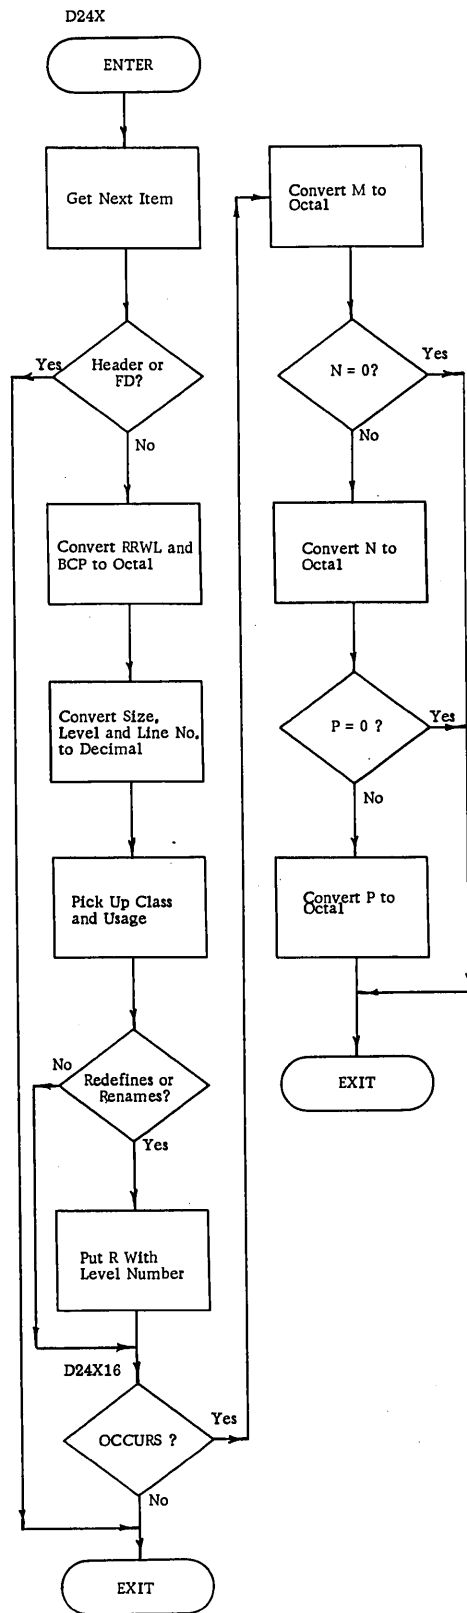 D24X
ENTER
Get Next Item
Header or
FD?
Yes
No
Convert RRWL and
BCP to Octal
Convert Size,
Level and Line No.
to Decimal
Pick Up Class
and Usage
Redefines or
Renames?
No
Yes
Put R With
Level Number
D24X16
OCCURS ?
Yes
No
EXIT
Convert M to
Octal
N = 0?
Yes
No
Convert N to
Octal
P = 0 ?
Yes
No
Convert P to
Octal
EXIT